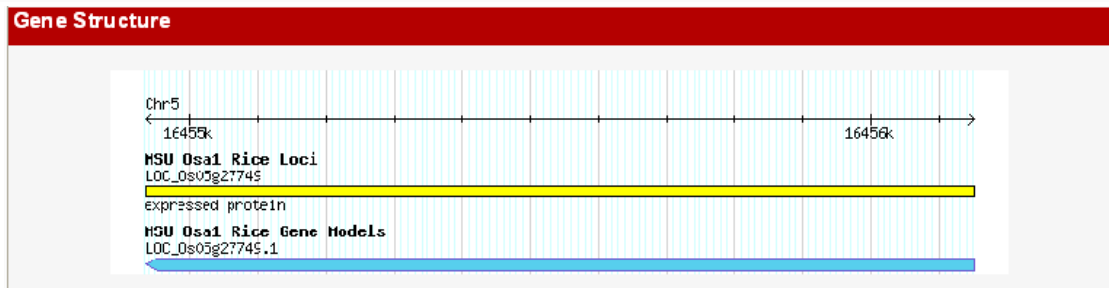 Gene Structure
Chr5
16455k 16456k
MSU Osa1 Rice Loci
LOC_Os05g27749
expressed protein
MSU Osa1 Rice Gene Models
LOC_Os05g27749.1